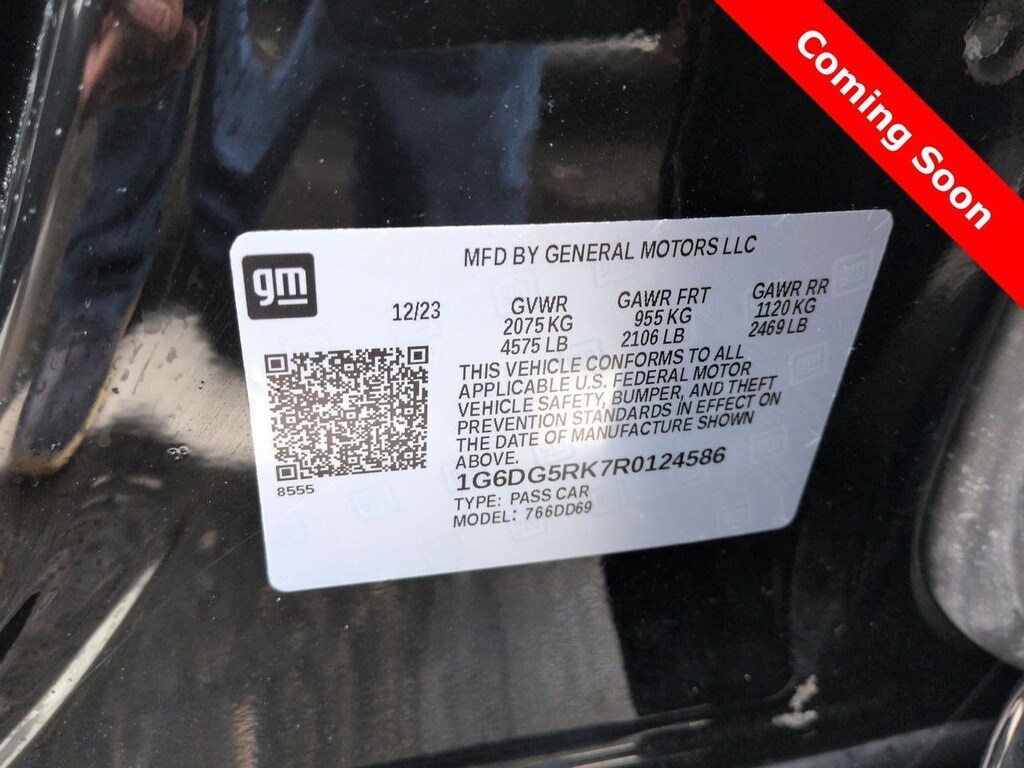 Coming Soon
MFD BY GENERAL MOTORS LLC
gm
12/23 GVWR GAWR FRT GAWR RR
2075 KG 955 KG 1120 KG
4575 LB 2106 LB 2469 LB
THIS VEHICLE CONFORMS TO ALL
APPLICABLE U.S. FEDERAL MOTOR
VEHICLE SAFETY, BUMPER, AND THEFT
PREVENTION STANDARDS IN EFFECT ON
THE DATE OF MANUFACTURE SHOWN
ABOVE.
1G6DG5RK7R0124586
8555
TYPE: PASS CAR
MODEL: 766DD69